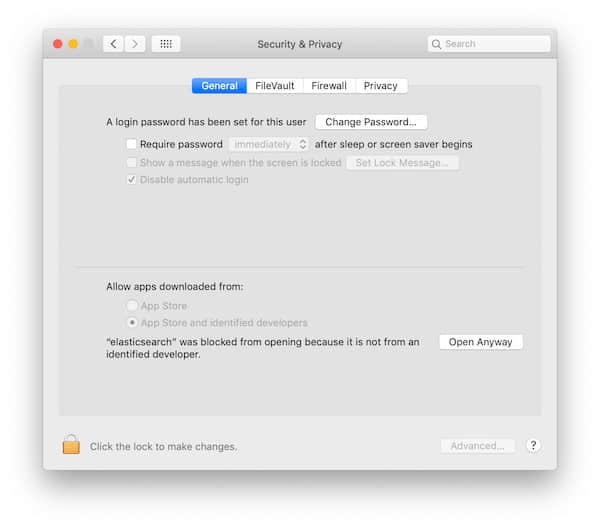 Security & Privacy
Search
General FileVault Firewall Privacy
A login password has been set for this user Change Password...
Require password immediately after sleep or screen saver begins
Show a message when the screen is locked Set Lock Message...
Disable automatic login
Allow apps downloaded from:
App Store
App Store and identified developers
“elasticsearch” was blocked from opening because it is not from an Open Anyway
identified developer.
Click the lock to make changes. Advanced... ?